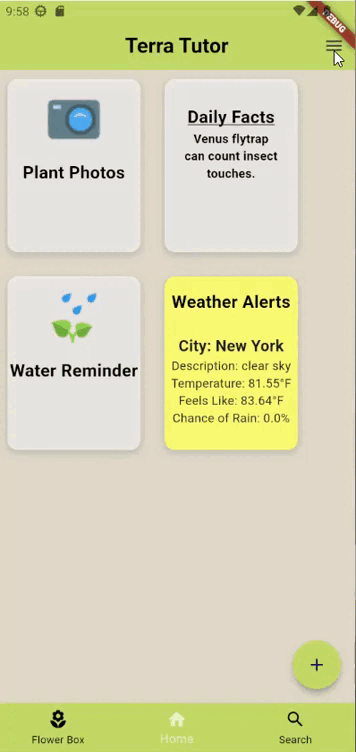 9:58
DEBUG
Terra Tutor
Plant Photos
Daily Facts
Venus flytrap
can count insect
touches.
Water Reminder
Weather Alerts
City: New York
Description: clear sky
Temperature: 81.55°F
Feels Like: 83.64°F
Chance of Rain: 0.0%
+
Flower Box
Home
Search